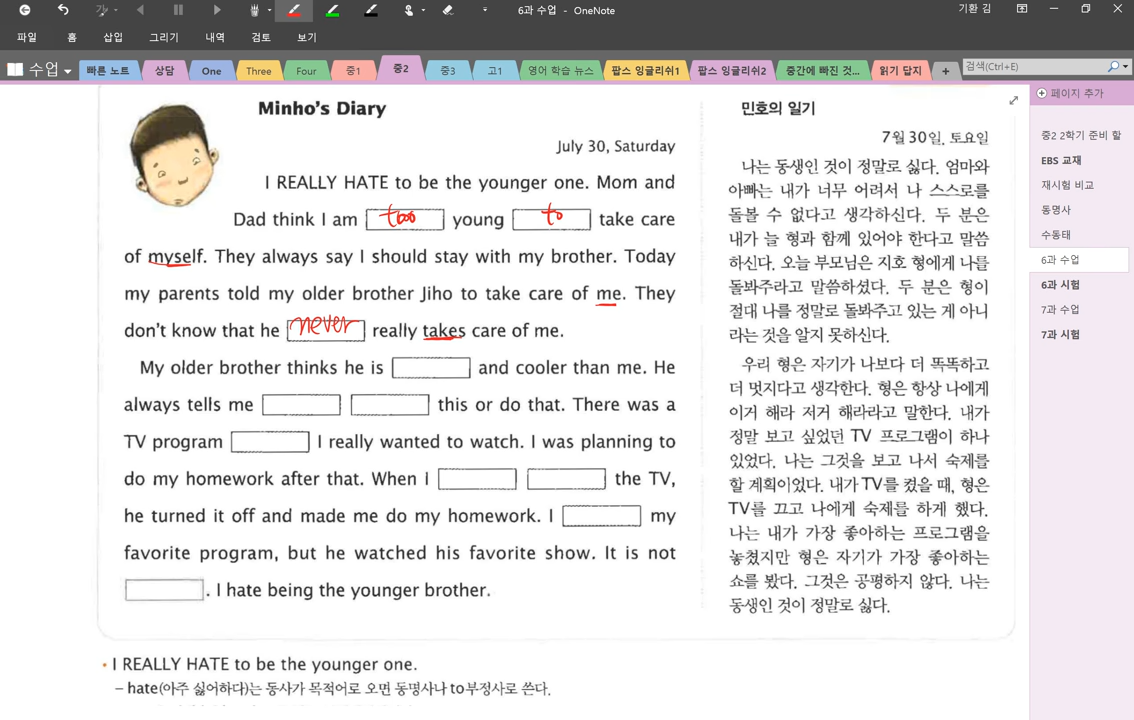 6과 수업 - OneNote
기환 김
파일 홈 삽입 그리기 내역 검토 보기
수업 빠른 노트 상담 One Three Four 중1 중2 중3 고1 영어 학습 뉴스 팝스 잉글리쉬1 팝스 잉글리쉬2 중간에 빠진 것... 읽기 답지 + 검색(Ctrl+E)
Minho's Diary
July 30, Saturday
I REALLY HATE to be the younger one. Mom and
Dad think I am too young to take care
of myself. They always say I should stay with my brother. Today
my parents told my older brother Jiho to take care of me. They
don't know that he never really takes care of me.
My older brother thinks he is and cooler than me. He
always tells me this or do that. There was a
TV program I really wanted to watch. I was planning to
do my homework after that. When I the TV,
he turned it off and made me do my homework. I my
favorite program, but he watched his favorite show. It is not
. I hate being the younger brother.
민호의 일기
7월 30일, 토요일
나는 동생인 것이 정말로 싫다. 엄마와
아빠는 내가 너무 어려서 나 스스로를
돌볼 수 없다고 생각하신다. 두 분은
내가 늘 형과 함께 있어야 한다고 말씀
하신다. 오늘 부모님은 지호 형에게 나를
돌봐주라고 말씀하셨다. 두 분은 형이
절대 나를 정말로 돌봐주고 있는 게 아니
라는 것을 알지 못하신다.
우리 형은 자기가 나보다 더 똑똑하고
더 멋지다고 생각한다. 형은 항상 나에게
이거 해라 저거 해라라고 말한다. 내가
정말 보고 싶었던 TV 프로그램이 하나
있었다. 나는 그것을 보고 나서 숙제를
할 계획이었다. 내가 TV를 켰을 때, 형은
TV를 끄고 나에게 숙제를 하게 했다.
나는 내가 가장 좋아하는 프로그램을
놓쳤지만 형은 자기가 가장 좋아하는
쇼를 봤다. 그것은 공평하지 않다. 나는
동생인 것이 정말로 싫다.
• I REALLY HATE to be the younger one.
– hate(아주 싫어하다)는 동사가 목적어로 오면 동명사나 to부정사로 쓴다.
페이지 추가
중2 2학기 준비 할
EBS 교재
재시험 비교
동명사
수동태
6과 수업
6과 시험
7과 수업
7과 시험